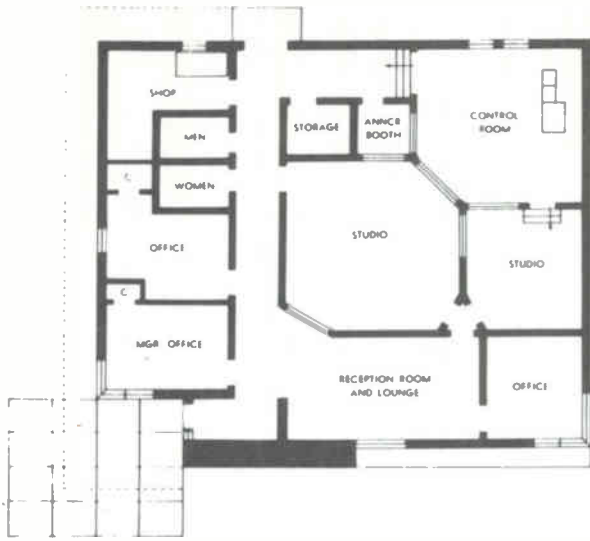 SHOP
MEN
STORAGE
ANNCR
BOOTH
CONTROL
ROOM
C
WOMEN
OFFICE
STUDIO
STUDIO
C
MGR OFFICE
RECEPTION ROOM
AND LOUNGE
OFFICE